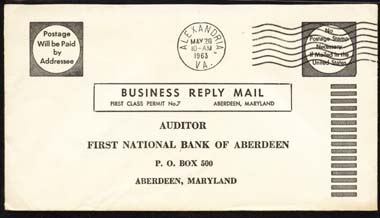 Postage
Will be Paid
by
Addressee
ALEXANDRIA,
MAY 28
10-AM
1963
VA.
No
Postage Stamp
Necessary
If Mailed in the
United States
BUSINESS REPLY MAIL
FIRST CLASS PERMIT No.7 ABERDEEN, MARYLAND
AUDITOR
FIRST NATIONAL BANK OF ABERDEEN
P. O. BOX 500
ABERDEEN, MARYLAND